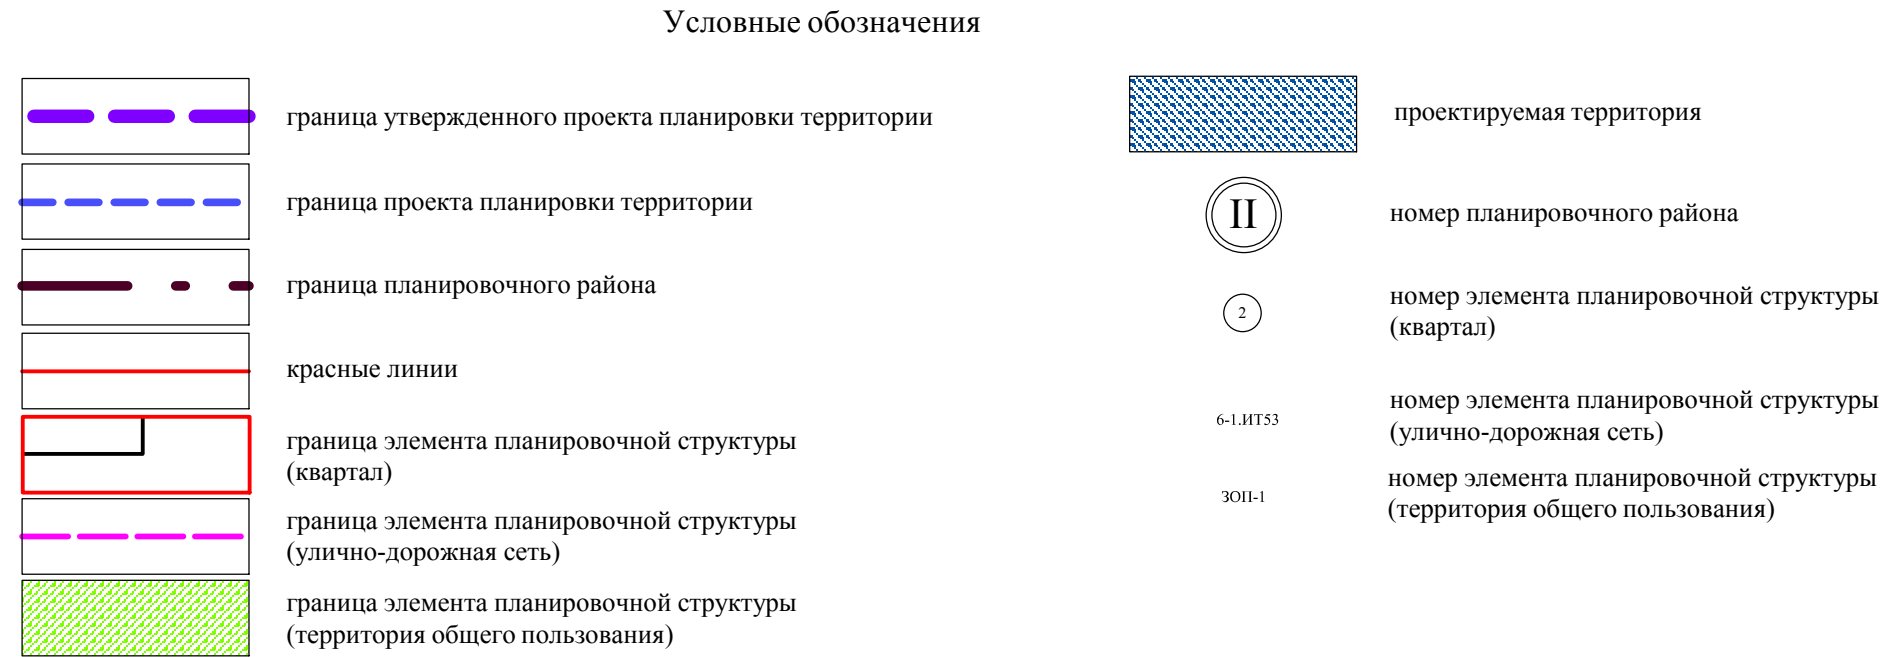 Условные обозначения
граница утвержденного проекта планировки территории
граница проекта планировки территории
граница планировочного района
красные линии
граница элемента планировочной структуры
(квартал)
граница элемента планировочной структуры
(улично-дорожная сеть)
граница элемента планировочной структуры
(территория общего пользования)
проектируемая территория
II
номер планировочного района
2
номер элемента планировочной структуры
(квартал)
6-1.ИТ53
номер элемента планировочной структуры
(улично-дорожная сеть)
ЗОП-1
номер элемента планировочной структуры
(территория общего пользования)